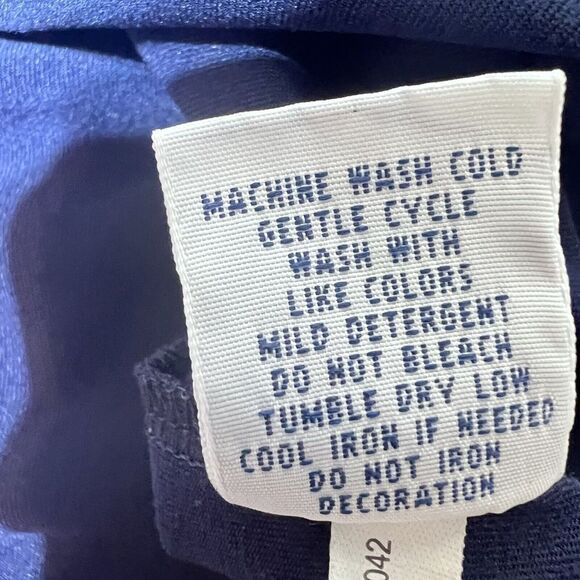 MACHINE WASH COLD
GENTLE CYCLE
WASH WITH
LIKE COLORS
MILD DETERGENT
DO NOT BLEACH
TUMBLE DRY LOW
COOL IRON IF NEEDED
DO NOT IRON
DECORATION
042